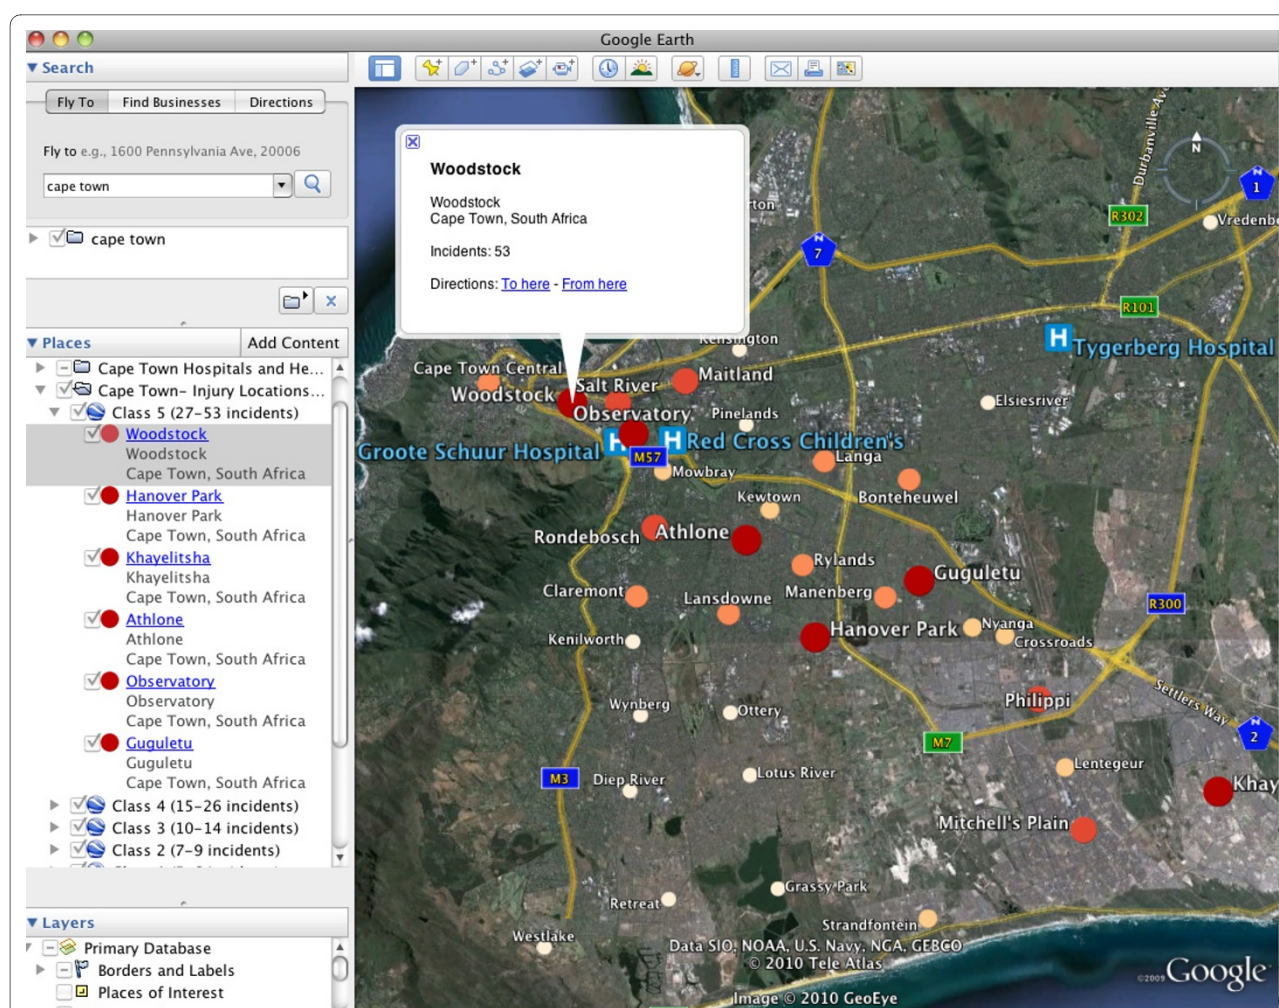 Google Earth
Search
Fly To
Find Businesses
Directions
Fly to e.g., 1600 Pennsylvania Ave, 20006
cape town
cape town
Places
Add Content
Cape Town Hospitals and He...
Cape Town- Injury Locations...
Class 5 (27-53 incidents)
Woodstock
Woodstock
Cape Town, South Africa
Hanover Park
Hanover Park
Cape Town, South Africa
Khayelitsha
Khayelitsha
Cape Town, South Africa
Athlone
Athlone
Cape Town, South Africa
Observatory
Observatory
Cape Town, South Africa
Guguletu
Guguletu
Cape Town, South Africa
Class 4 (15-26 incidents)
Class 3 (10-14 incidents)
Class 2 (7-9 incidents)
Layers
Primary Database
Borders and Labels
Places of Interest
Woodstock
Woodstock
Cape Town, South Africa
Incidents: 53
Directions: To here - From here
Durbanville Av
N
N
1
R302
Vredenb
rton
N
7
R101
H
Tygerberg Hospital
Kensington
Cape Town Central
Maitland
Salt River
Woodstock
Elsiesriver
Observatory
Pinelands
H
H
Red Cross Children's
Groote Schuur Hospital
M57
Langa
Mowbray
Bonteheuwel
Kewtown
Rondebosch
Athlone
Rylands
Guguletu
Claremont
Lansdowne
Manenberg
R300
Kenilworth
Hanover Park
Nyanga
Crossroads
Settlers Way
Wynberg
Ottery
Philippi
M7
N
2
M3
Diep River
Lotus River
Lentegeur
Khay
Mitchell's Plain
Grassy Park
Retreat
Strandfontein
Westlake
Data SIO, NOAA, U.S. Navy, NGA, GEBCO
© 2010 Tele Atlas
©2009 Google
Image © 2010 GeoEye